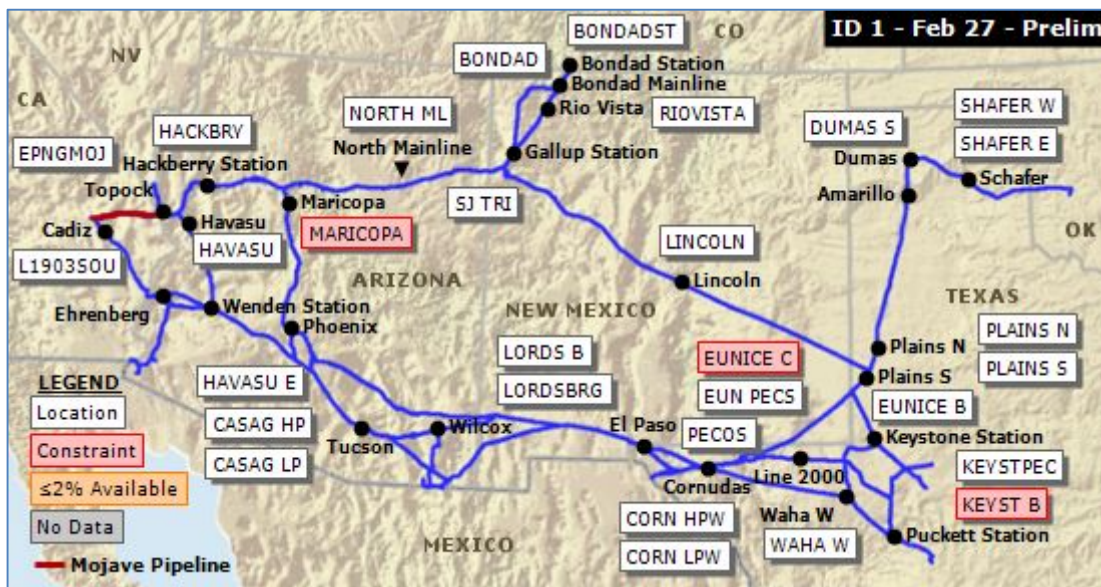 BONDADST
CO
ID 1 - Feb 27 - Prelim
NV
BONDAD
Bondad Station
Bondad Mainline
CA
NORTH ML
Rio Vista
RIOVISTA
DUMAS S
SHAFER W
HACKBRY
SHAFER E
EPNGMOJ
Hackberry Station
North Mainline
Gallup Station
Dumas
Topock
Schafer
Amarillo
Maricopa
SJ TRI
Cadiz
Havasu
MARICOPA
OK
HAVASU
LINCOLN
L1903SOU
ARIZONA
Lincoln
Ehrenberg
Wenden Station
NEW MEXICO
TEXAS
Phoenix
PLAINS N
Plains N
LORDS B
EUNICE C
PLAINS S
LEGEND
HAVASU E
LORDSBRG
EUN PECS
Plains S
Location
EUNICE B
CASAG HP
El Paso
PECOS
Constraint
Tucson
Wilcox
Keystone Station
CASAG LP
KEYSTPEC
≤2% Available
Cornudas
Line 2000
KEYST B
CORN HPW
Waha W
No Data
Puckett Station
MEXICO
CORN LPW
WAHA W
Mojave Pipeline